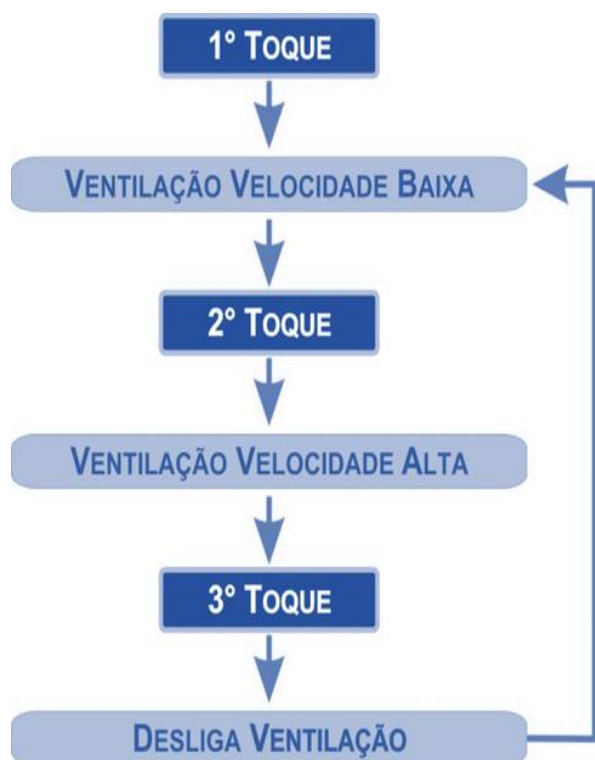 1° TOQUE
VENTILAÇÃO VELOCIDADE BAIXA
2° TOQUE
VENTILAÇÃO VELOCIDADE ALTA
3° TOQUE
DESLIGA VENTILAÇÃO